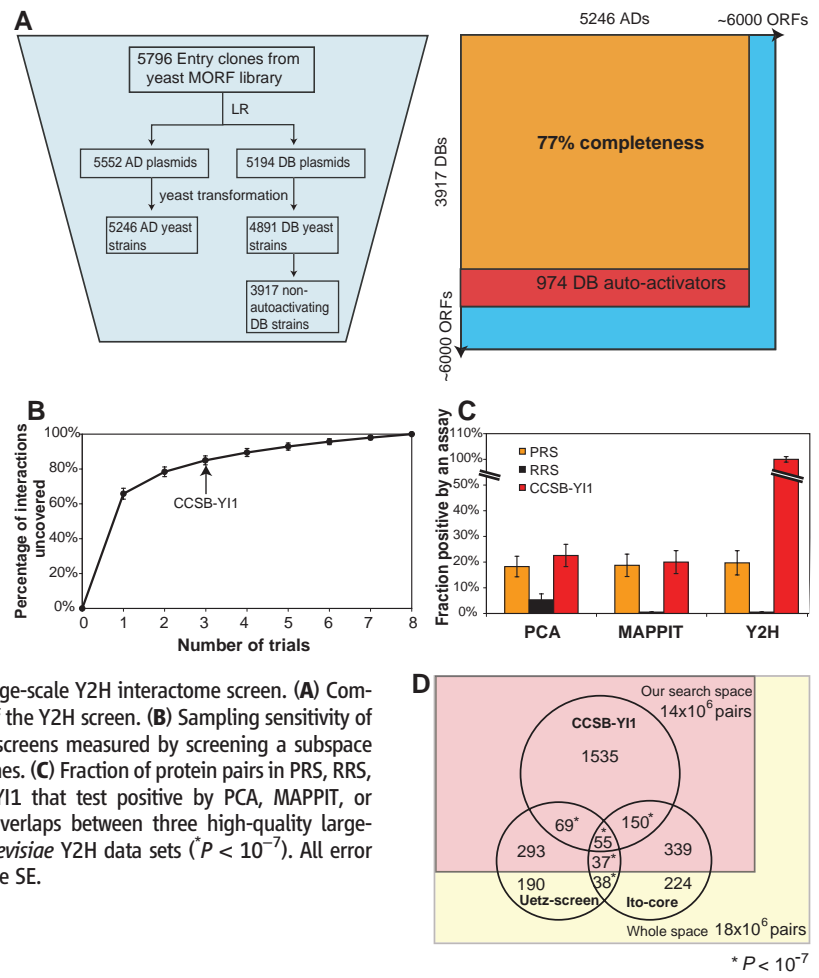 A
5796 Entry clones from
yeast MORF library
LR
5552 AD plasmids
5194 DB plasmids
yeast transformation
5246 AD yeast
strains
4891 DB yeast
strains
3917 non-
autoactivating
DB strains
5246 ADs
~6000 ORFs
3917 DBs
~6000 ORFs
77% completeness
974 DB auto-activators
B
Percentage of interactions
uncovered
100%
80%
60%
40%
20%
0%
CCSB-YI1
0 1 2 3 4 5 6 7 8
Number of trials
C
Fraction positive by an assay
110%
100%
50%
40%
30%
20%
10%
0%
PRS
RRS
CCSB-YI1
PCA MAPPIT Y2H
ge-scale Y2H interactome screen. (A) Com-
f the Y2H screen. (B) Sampling sensitivity of
screens measured by screening a subspace
nes. (C) Fraction of protein pairs in PRS, RRS,
YI1 that test positive by PCA, MAPPIT, or
verlaps between three high-quality large-
evisiae Y2H data sets (*P < 10⁻⁷). All error
e SE.
D
Our search space
14x10⁶ pairs
CCSB-YI1
1535
69*
*
55
150*
293
37*
339
190
38*
224
Uetz-screen
Ito-core
Whole space 18x10⁶ pairs
* P < 10⁻⁷